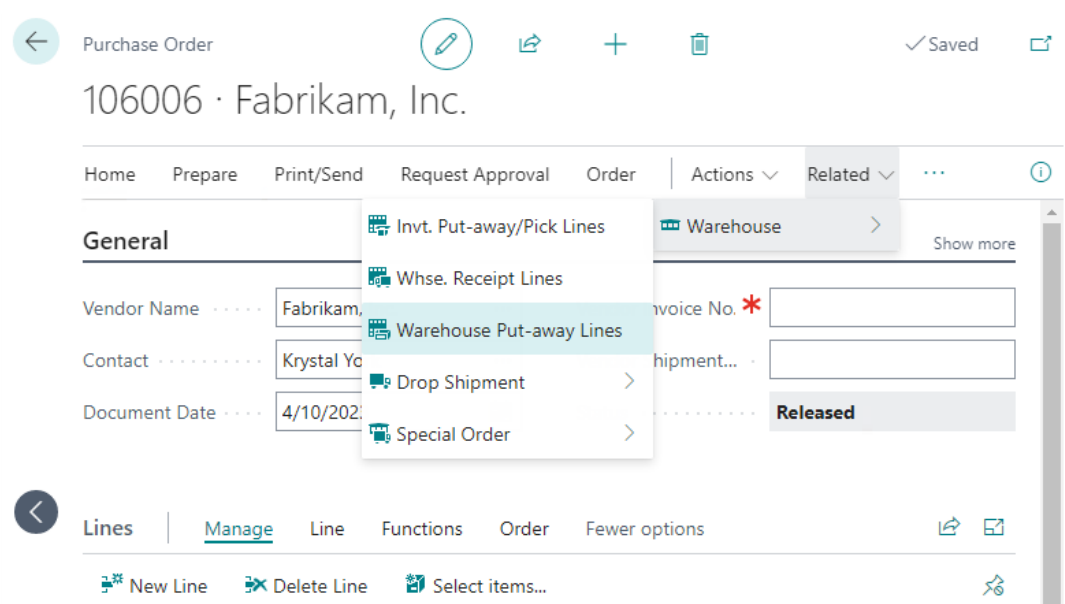 Purchase Order
Saved
106006 · Fabrikam, Inc.
Home Prepare Print/Send Request Approval Order Actions Related ...
Invt. Put-away/Pick Lines
Warehouse
General
Show more
Whse. Receipt Lines
Vendor Name Fabrikam,
No.
Warehouse Put-away Lines
Contact Krystal
Drop Shipment
Document Date 4/10/202
Released
Special Order
Lines Manage Line Functions Order Fewer options
New Line Delete Line Select items...